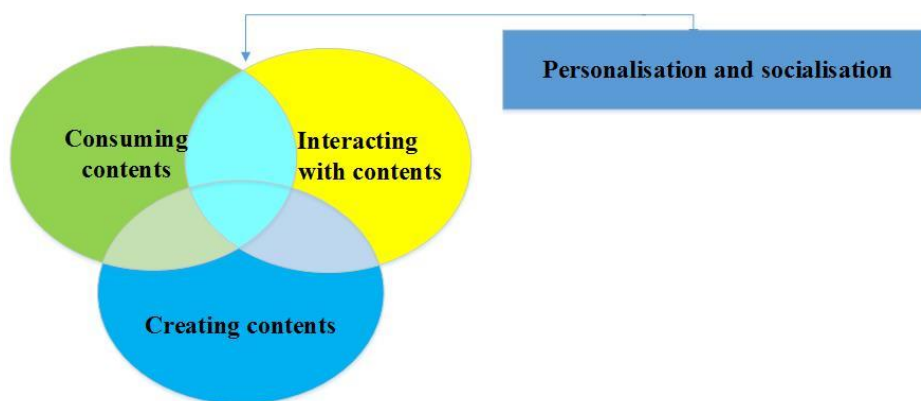 Personalisation and socialisation
Consuming
contents
Interacting
with contents
Creating contents